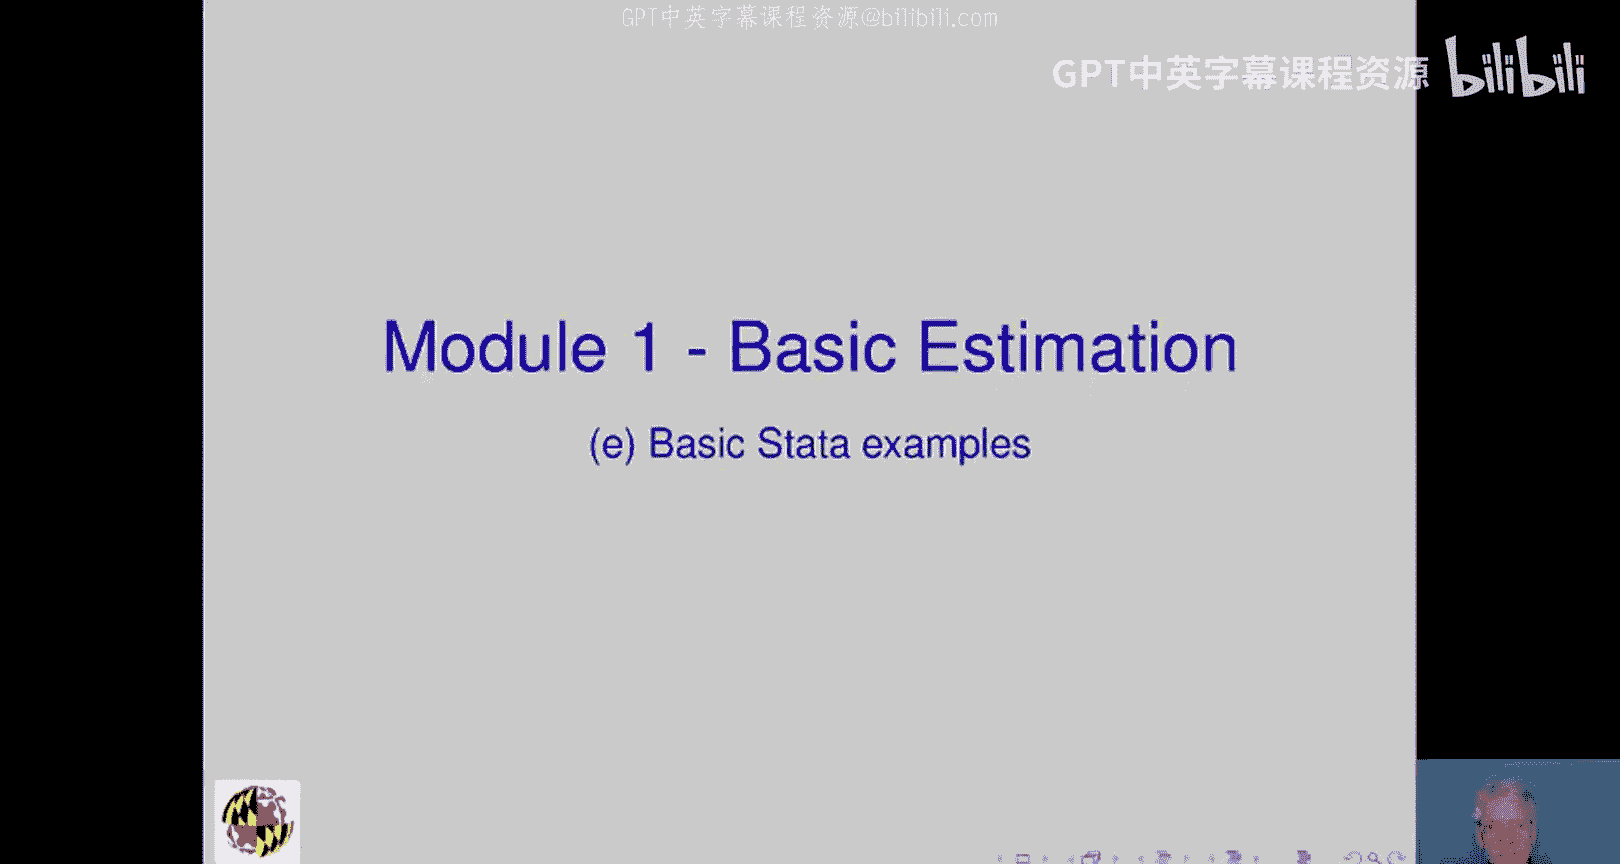 GPT中英字幕课程资源@bilibili.com
GPT中英字幕课程资源 bilibili
Module 1 - Basic Estimation
(e) Basic Stata examples